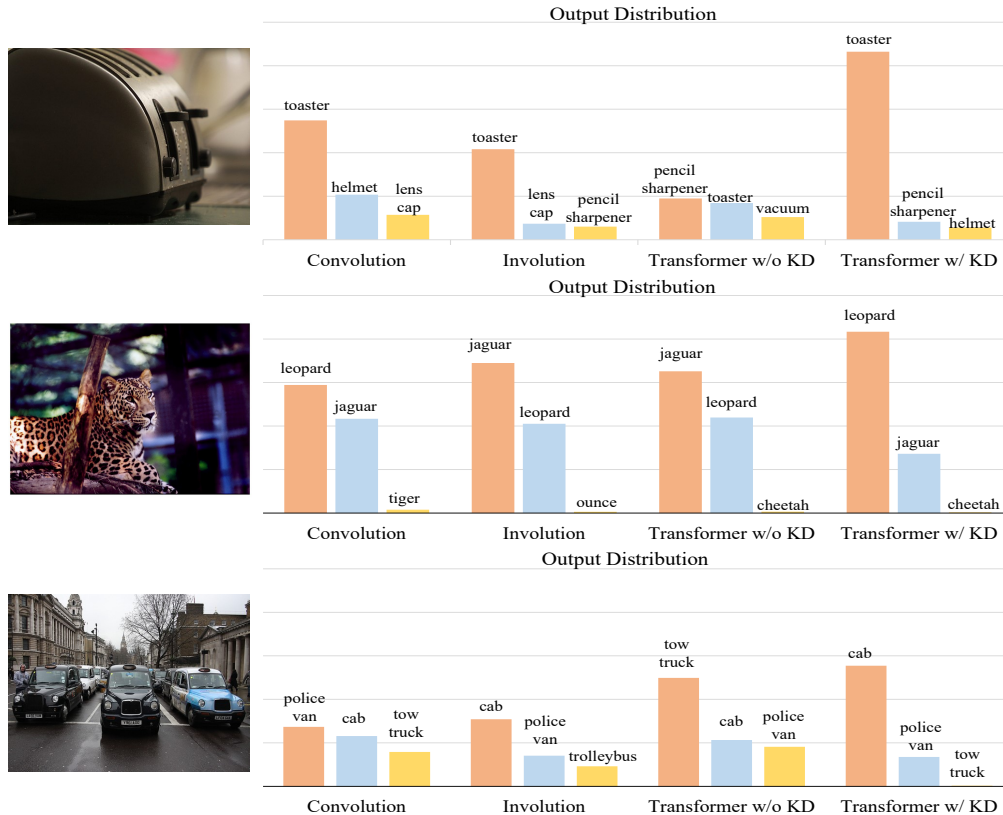 Output Distribution
toaster
helmet
lens
cap
toaster
lens
cap
pencil
sharpener
pencil
sharpener
toaster
vacuum
toaster
pencil
sharpener
helmet
Convolution
Involution
Transformer w/o KD
Transformer w/ KD
Output Distribution
leopard
jaguar
tiger
jaguar
leopard
ounce
jaguar
leopard
cheetah
leopard
jaguar
cheetah
Convolution
Involution
Transformer w/o KD
Transformer w/ KD
Output Distribution
police
van
cab
tow
truck
cab
police
van
trolleybus
tow
truck
cab
police
van
cab
police
van
tow
truck
Convolution
Involution
Transformer w/o KD
Transformer w/ KD